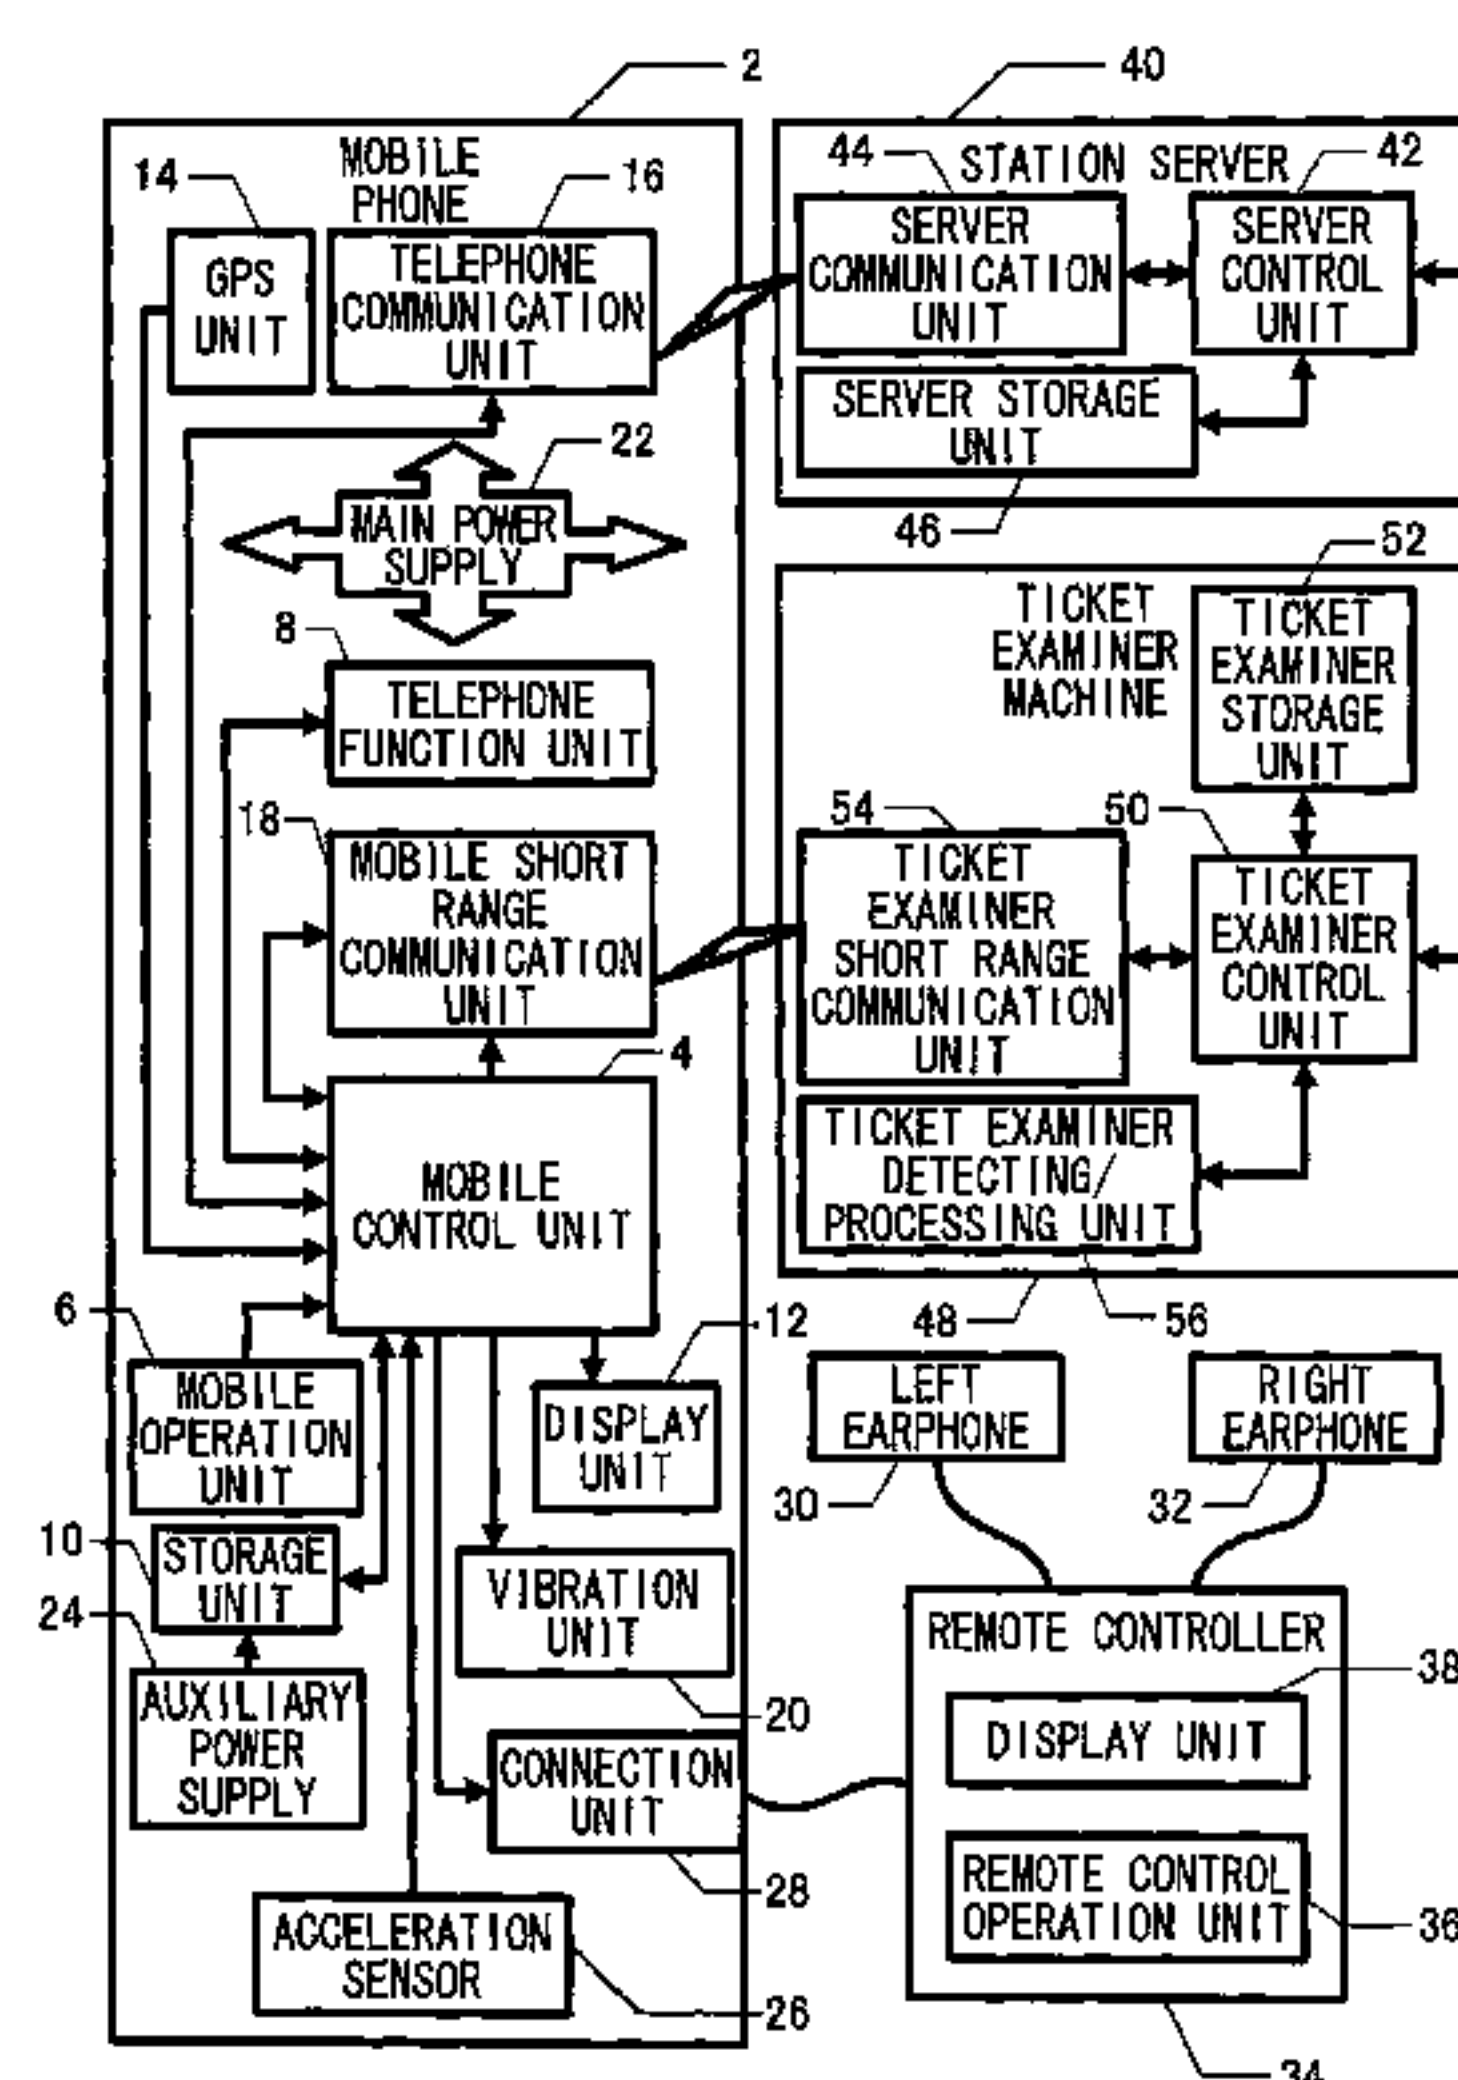 2
40
MOBILE
PHONE
14
16
GPS
UNIT
TELEPHONE
COMMUNICATION
UNIT
22
MAIN POWER
SUPPLY
8
TELEPHONE
FUNCTION UNIT
18
MOBILE SHORT
RANGE
COMMUNICATION
UNIT
4
MOBILE
CONTROL UNIT
6
MOBILE
OPERATION
UNIT
12
DISPLAY
UNIT
10
STORAGE
UNIT
24
AUXILIARY
POWER
SUPPLY
VIBRATION
UNIT
20
CONNECTION
UNIT
28
ACCELERATION
SENSOR
26
44
STATION SERVER
42
SERVER
COMMUNICATION
UNIT
SERVER
CONTROL
UNIT
SERVER STORAGE
UNIT
46
52
TICKET
EXAMINER
MACHINE
TICKET
EXAMINER
STORAGE
UNIT
54
50
TICKET
EXAMINER
SHORT RANGE
COMMUNICATION
UNIT
TICKET
EXAMINER
CONTROL
UNIT
TICKET EXAMINER
DETECTING
PROCESSING UNIT
48
56
LEFT
EARPHONE
RIGHT
EARPHONE
30
32
REMOTE CONTROLLER
38
DISPLAY UNIT
REMOTE CONTROL
OPERATION UNIT
36
34